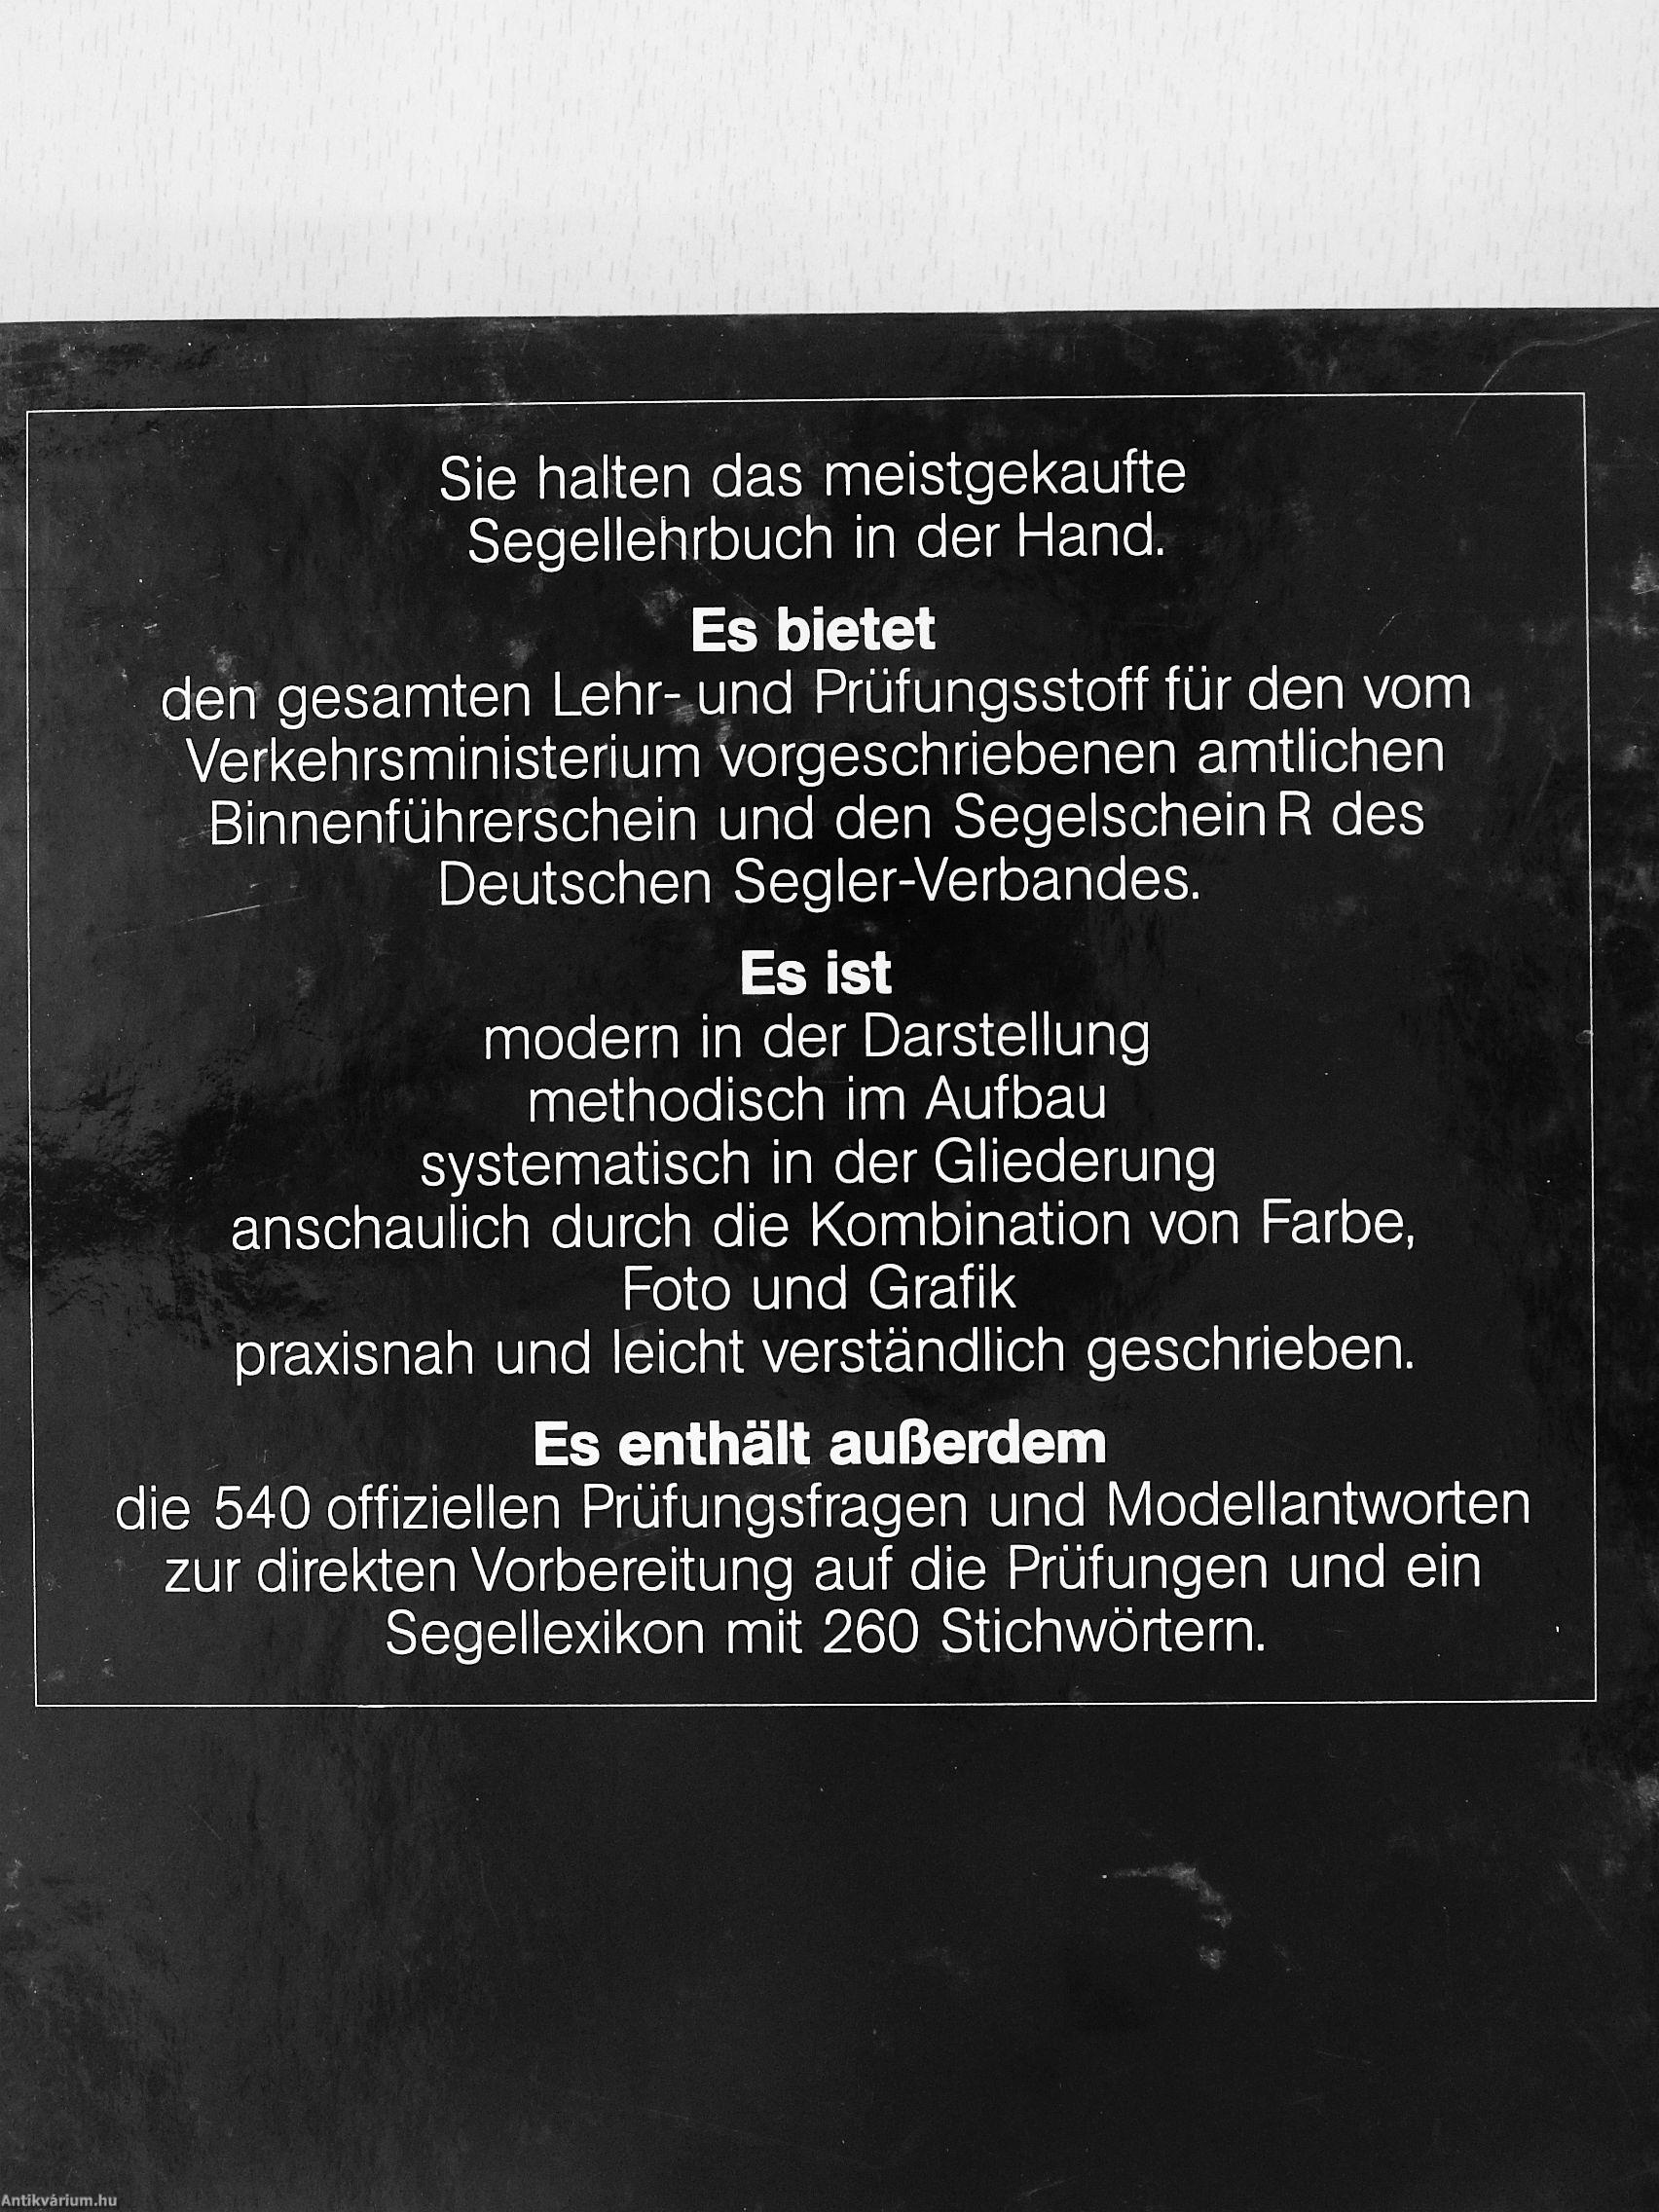 Sie halten das meistgekaufte
Segellehrbuch in der Hand.
Es bietet
den gesamten Lehr- und Prüfungsstoff für den vom
Verkehrsministerium vorgeschriebenen amtlichen
Binnenführerschein und den Segelschein R des
Deutschen Segler-Verbandes.
Es ist
modern in der Darstellung
methodisch im Aufbau
systematisch in der Gliederung
anschaulich durch die Kombination von Farbe,
Foto und Grafik
praxisnah und leicht verständlich geschrieben.
Es enthält außerdem
die 540 offiziellen Prüfungsfragen und Modellantworten
zur direkten Vorbereitung auf die Prüfungen und ein
Segellexikon mit 260 Stichwörtern.
Antikvárium.hu